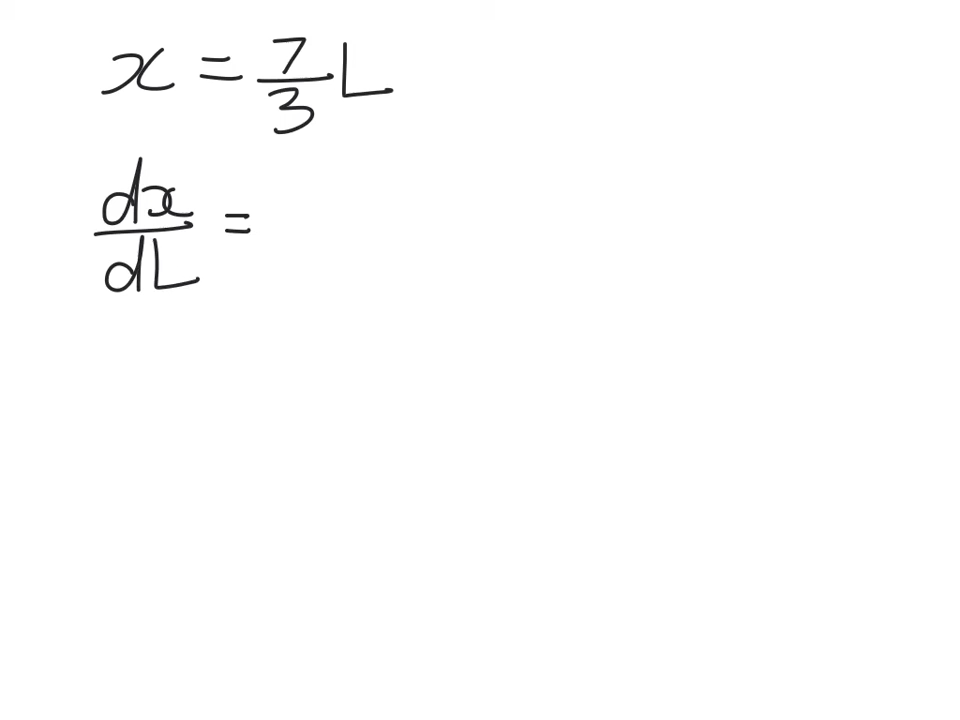 x = 7/3 L
dx/dL =